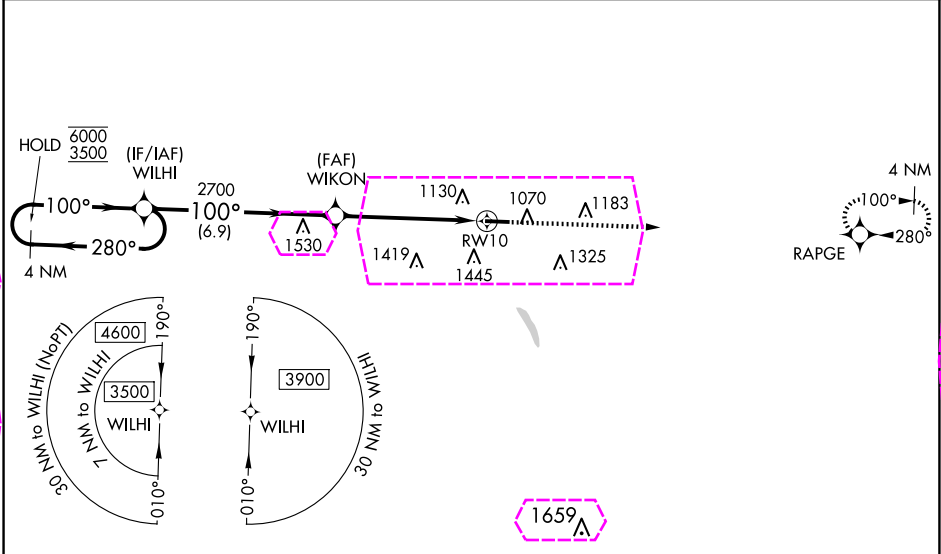 HOLD
6000
3500
(IF/IAF)
WILHI
100°
280°
4 NM
2700
100°
(6.9)
1530
(FAF)
WIKON
1130
1070
1183
RW10
1419
1445
1325
4 NM
100°
280°
RAPGE
30 NM to WILHI (NoPT)
4600
190°
7 NM to WILHI
3500
WILHI
010°
190°
3900
WILHI
30 NM to WILHI
010°
1659